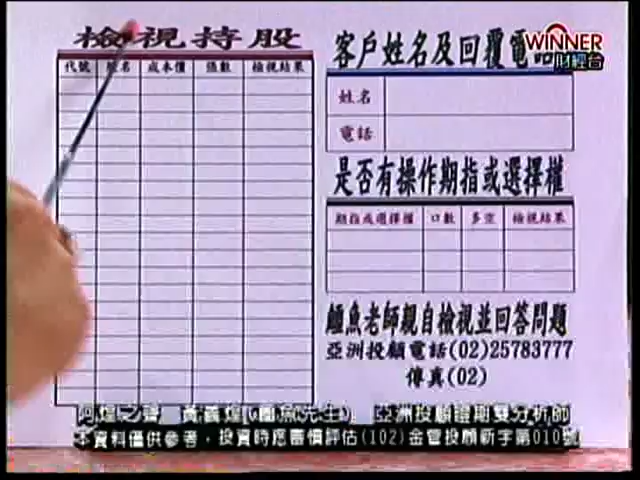 檢視持股
代號 股名 成本價 張數 檢視結果
客戶姓名及回覆電話
WINNER
財經台
姓名
電話
是否有操作期指或選擇權
期指或選擇權 口數 多空 檢視結果
鱷魚老師親自檢視並回答問題
亞洲投顧電話(02)25783777
傳真(02)
亞洲投顧證期雙分析師
本資料僅供參考，投資時應審慎評估(102)金管投顧新字第010號